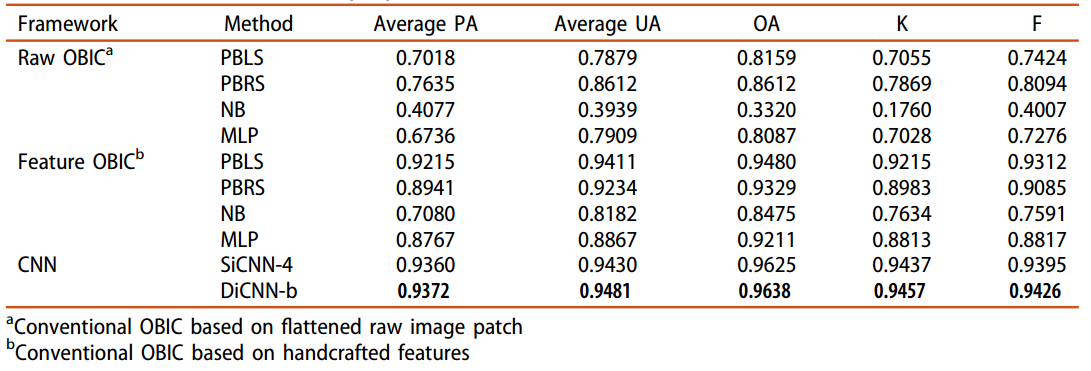 Framework Method Average PA Average UA OA K F
Raw OBICᵃ PBLS 0.7018 0.7879 0.8159 0.7055 0.7424
PBRS 0.7635 0.8612 0.8612 0.7869 0.8094
NB 0.4077 0.3939 0.3320 0.1760 0.4007
MLP 0.6736 0.7909 0.8087 0.7028 0.7276
Feature OBICᵇ PBLS 0.9215 0.9411 0.9480 0.9215 0.9312
PBRS 0.8941 0.9234 0.9329 0.8983 0.9085
NB 0.7080 0.8182 0.8475 0.7634 0.7591
MLP 0.8767 0.8867 0.9211 0.8813 0.8817
CNN SiCNN-4 0.9360 0.9430 0.9625 0.9437 0.9395
DiCNN-b 0.9372 0.9481 0.9638 0.9457 0.9426
ᵃConventional OBIC based on flattened raw image patch
ᵇConventional OBIC based on handcrafted features